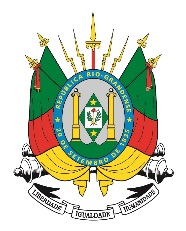 REPÚBLICA RIO-GRANDENSE
20 DE SETEMBRO DE 1835
LIBERDADE IGUALDADE HUMANIDADE